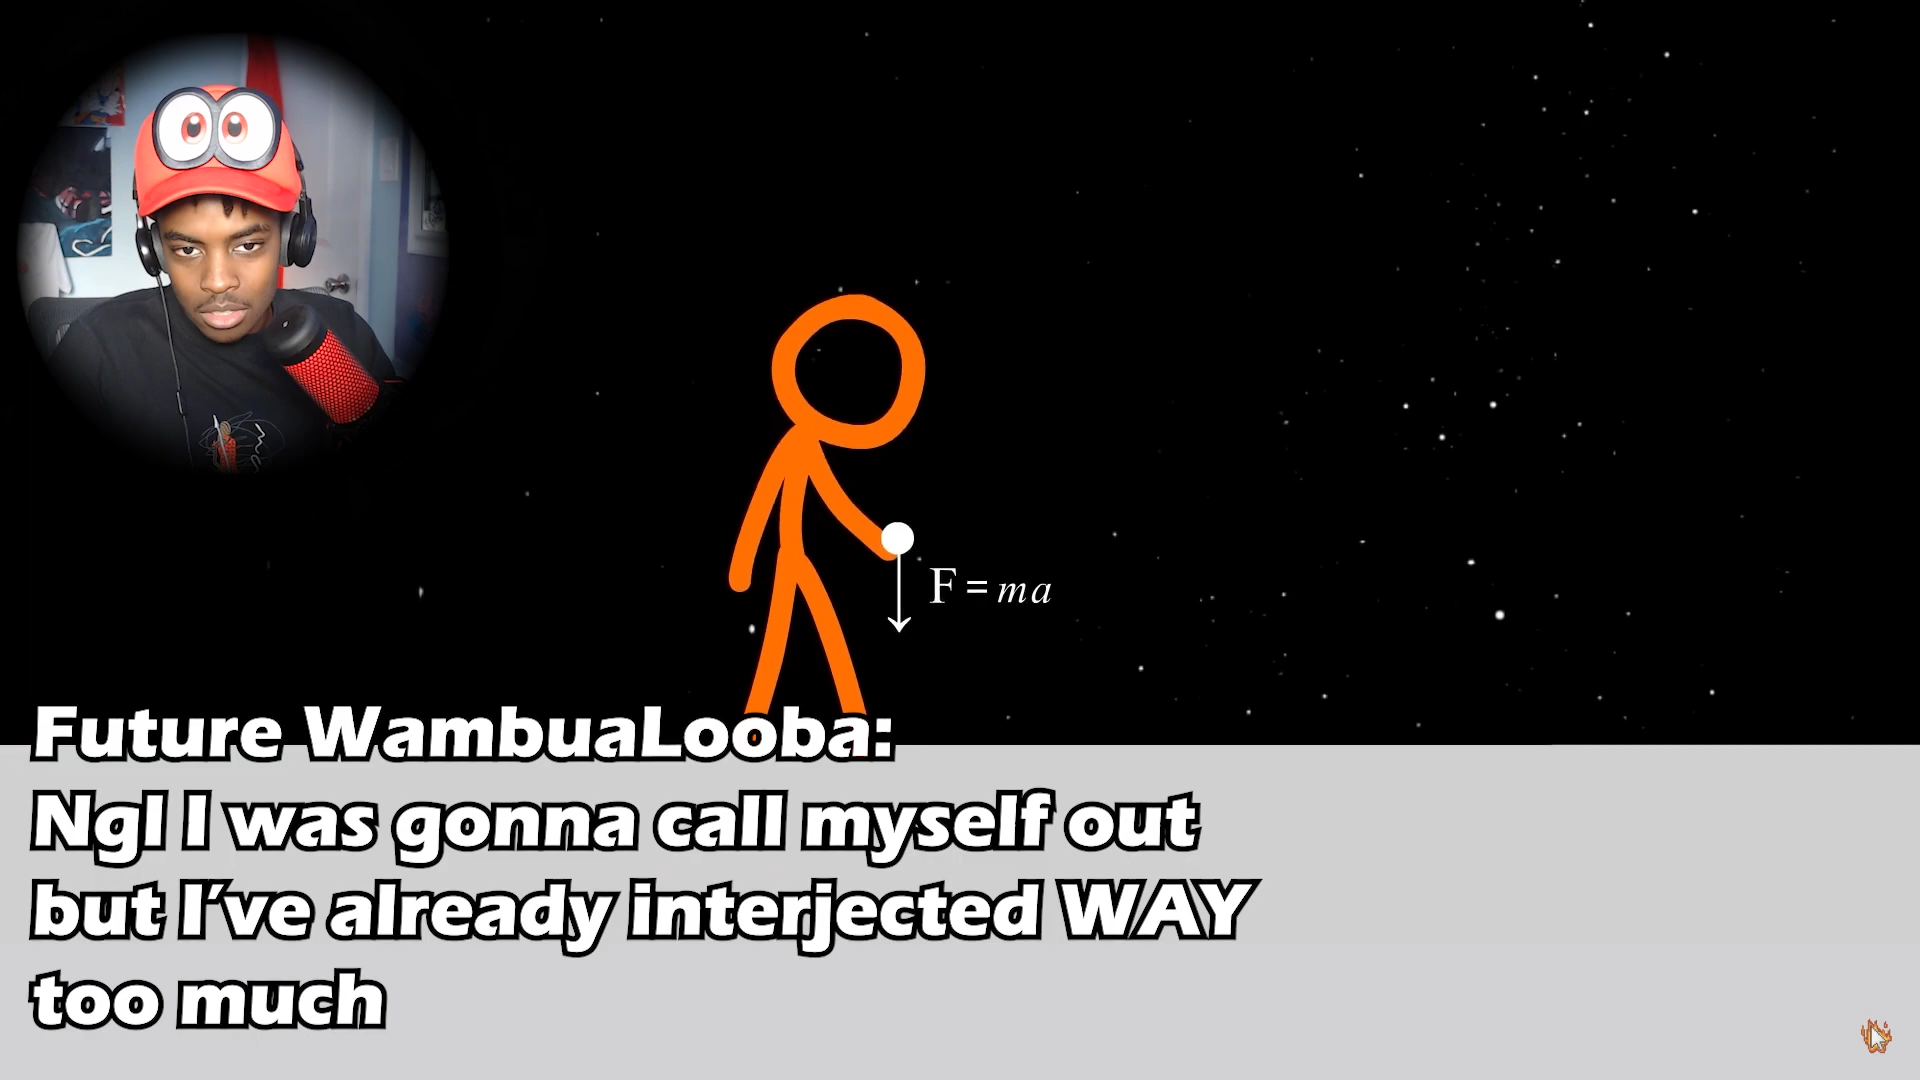 F = ma
Future WambuaLooba:
Ngl I was gonna call myself out
but I've already interjected WAY
too much